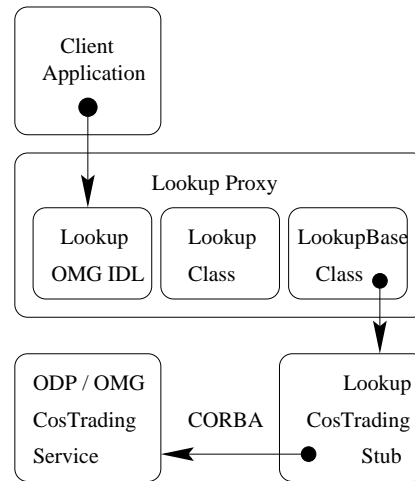 Client
Application
Lookup Proxy
Lookup
OMG IDL
Lookup
Class
LookupBase
Class
ODP / OMG
CosTrading
Service
CORBA
Lookup
CosTrading
Stub